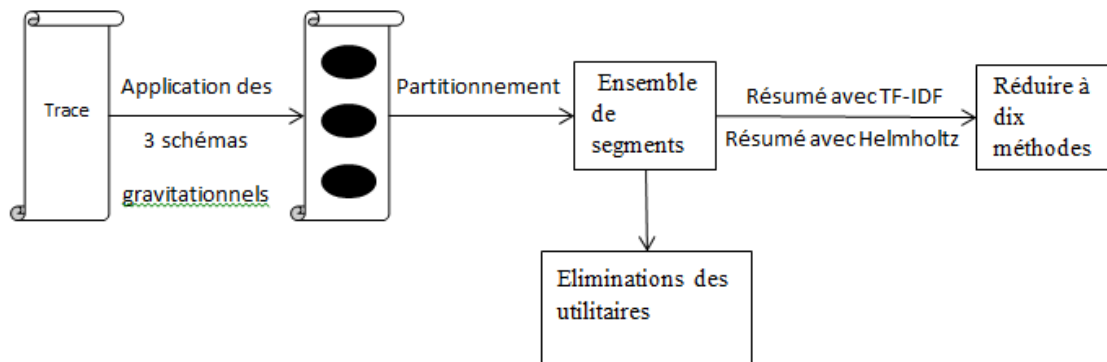 Trace
Application des
3 schémas
gravitationnels
Partitionnement
Ensemble
de
segments
Résumé avec TF-IDF
Résumé avec Helmholtz
Réduire à
dix
méthodes
Eliminations des
utilitaires